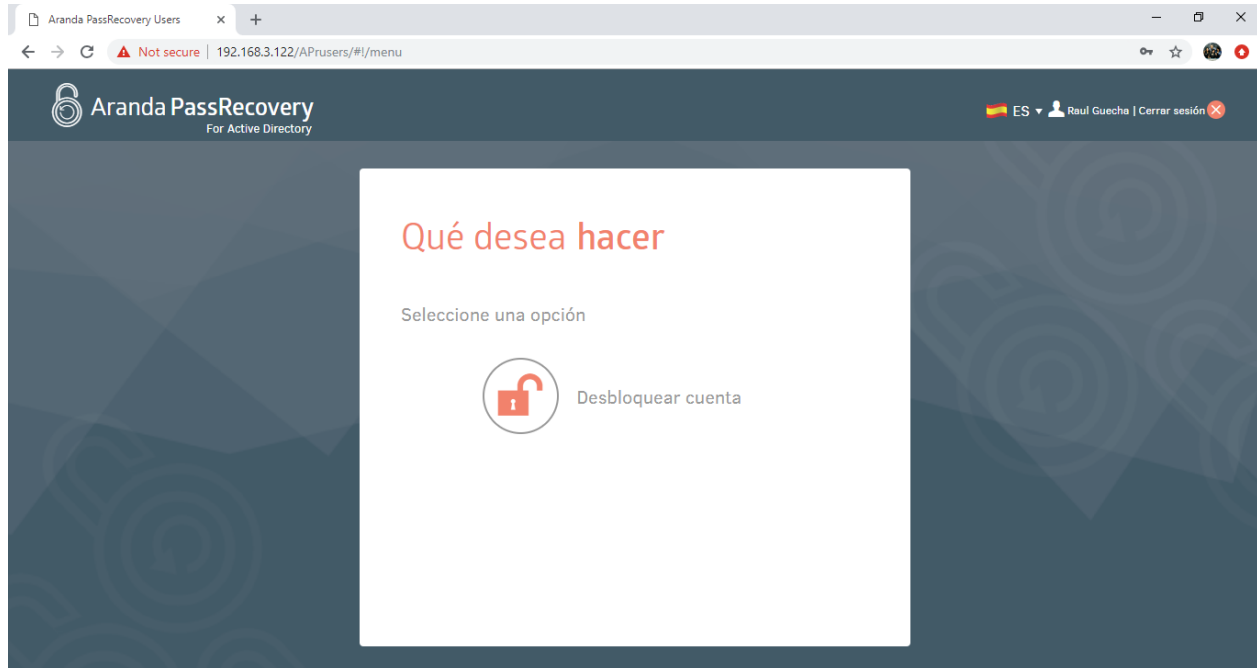 Aranda PassRecovery Users
Not secure | 192.168.3.122/APrusers/#!/menu
Aranda PassRecovery
For Active Directory
ES
Raul Guecha | Cerrar sesión
Qué desea hacer
Seleccione una opción
Desbloquear cuenta